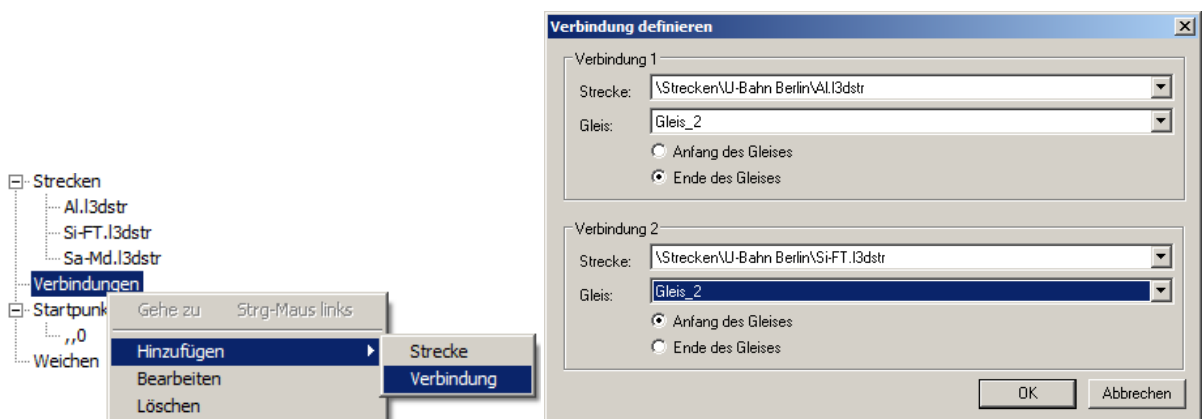 Strecken
Al.l3dstr
Si-FT.l3dstr
Sa-Md.l3dstr
Verbindungen
Startpunk
,,0
Weichen
Gehe zu Strg-Maus links
Hinzufügen
Bearbeiten
Löschen
Strecke
Verbindung
Verbindung definieren
Verbindung 1
Strecke: \Strecken\U-Bahn Berlin\Al.l3dstr
Gleis: Gleis_2
Anfang des Gleises
Ende des Gleises
Verbindung 2
Strecke: \Strecken\U-Bahn Berlin\Si-FT.l3dstr
Gleis: Gleis_2
Anfang des Gleises
Ende des Gleises
OK Abbrechen